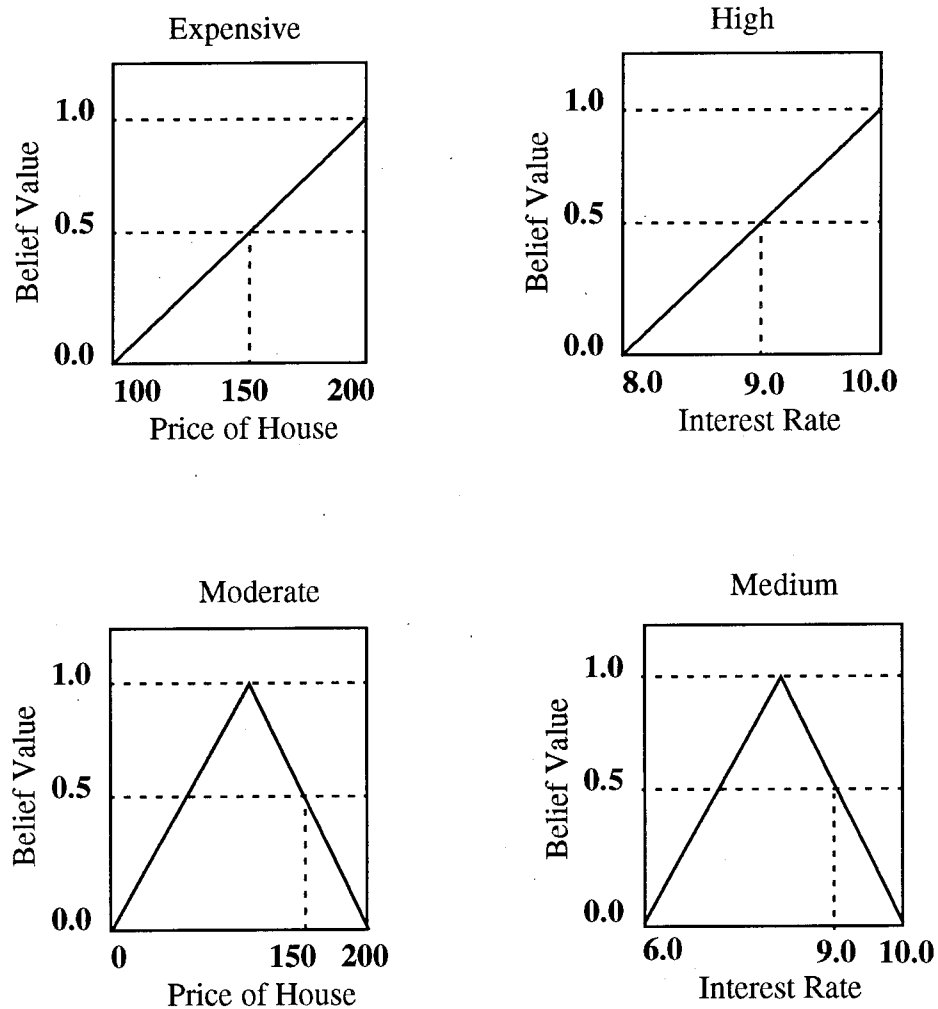 Expensive
Belief Value
1.0
0.5
0.0
100 150 200
Price of House
High
Belief Value
1.0
0.5
0.0
8.0 9.0 10.0
Interest Rate
Moderate
Belief Value
1.0
0.5
0.0
0 150 200
Price of House
Medium
Belief Value
1.0
0.5
0.0
6.0 9.0 10.0
Interest Rate